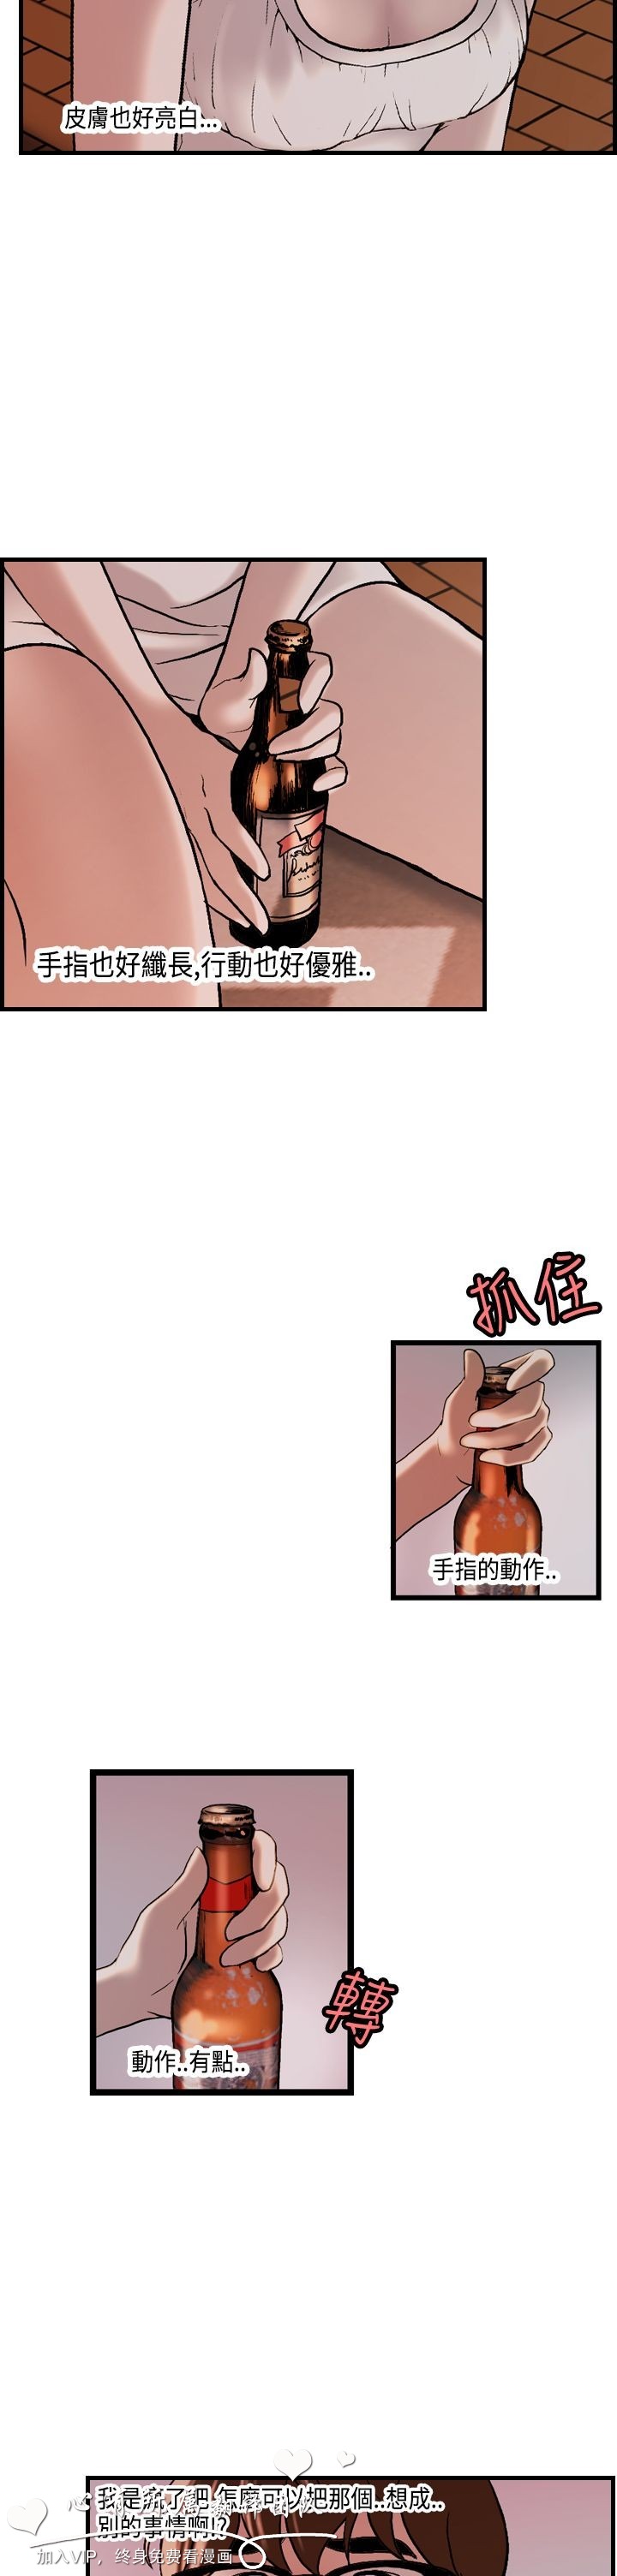 皮膚也好亮白...
手指也好纖長,行動也好優雅..
抓住
手指的動作..
動作..有點..
轉
我是瘋了吧,怎麼可以把那個..想成..
別的事情啊!?
加入VIP，终身免费看漫画